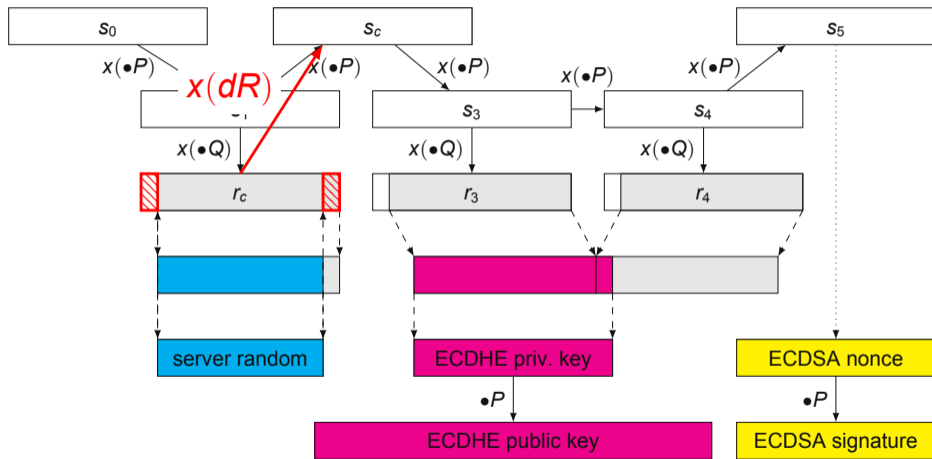 s0
sc
s5
x(•P)
x(•P)
x(•P)
x(•P)
x(•P)
x(dR)
s3
s4
x(•Q)
x(•Q)
x(•Q)
rc
r3
r4
server random
ECDHE priv. key
ECDSA nonce
•P
•P
ECDHE public key
ECDSA signature